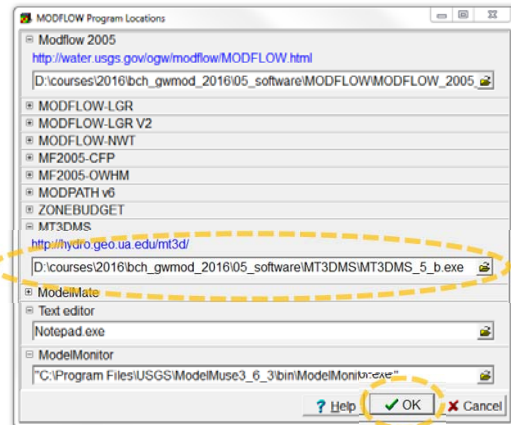 MODFLOW Program Locations
Modflow 2005
http://water.usgs.gov/ogw/modflow/MODFLOW.html
D:\courses\2016\bch_gwmod_2016\05_software\MODFLOW\MODFLOW_2005_
MODFLOW-LGR
MODFLOW-LGR V2
MODFLOW-NWT
MF2005-CFP
MF2005-OWHM
MODPATH v6
ZONEBUDGET
MT3DMS
http://hydro.geo.ua.edu/mt3d/
D:\courses\2016\bch_gwmod_2016\05_software\MT3DMS\MT3DMS_5_b.exe
ModelMate
Text editor
Notepad.exe
ModelMonitor
"C:\Program Files\USGS\ModelMuse3_6_3\bin\ModelMonitor.exe"
? Help OK Cancel